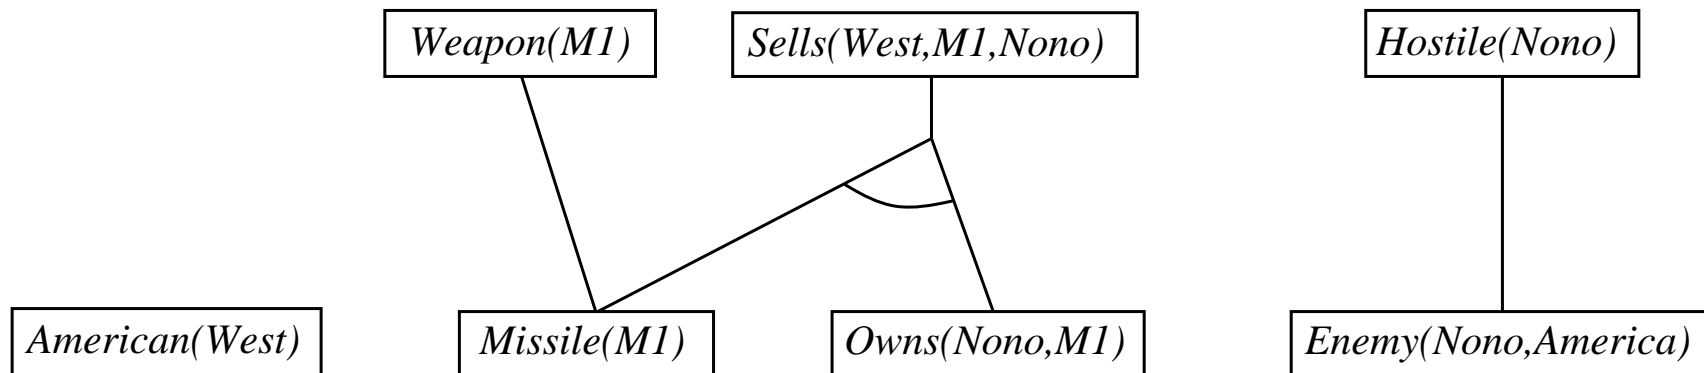 Weapon(M1)
Sells(West,M1,Nono)
Hostile(Nono)
American(West)
Missile(M1)
Owns(Nono,M1)
Enemy(Nono,America)